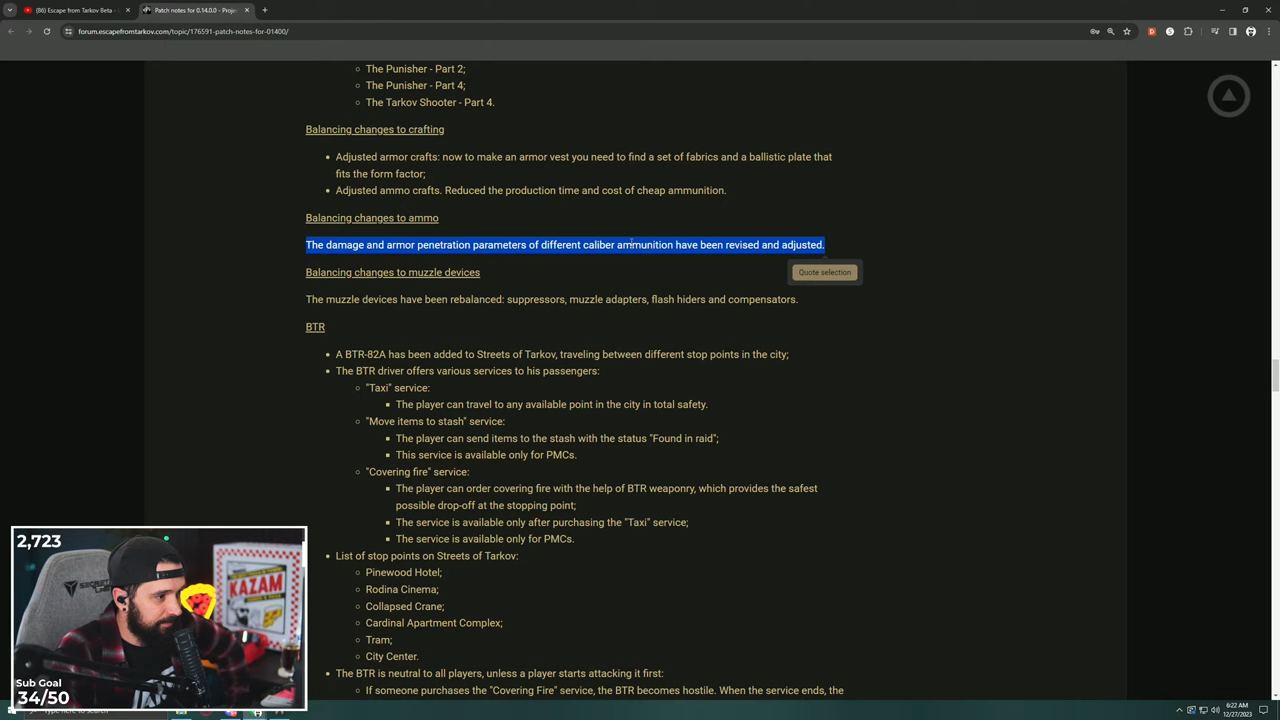 (86) Escape from Tarkov Beta -
Patch notes for 0.14.0.0 - Proje
forum.escapefromtarkov.com/topic/176591-patch-notes-for-01400/
The Punisher - Part 2;
The Punisher - Part 4;
The Tarkov Shooter - Part 4.
Balancing changes to crafting
Adjusted armor crafts: now to make an armor vest you need to find a set of fabrics and a ballistic plate that
fits the form factor;
Adjusted ammo crafts. Reduced the production time and cost of cheap ammunition.
Balancing changes to ammo
The damage and armor penetration parameters of different caliber ammunition have been revised and adjusted.
Quote selection
Balancing changes to muzzle devices
The muzzle devices have been rebalanced: suppressors, muzzle adapters, flash hiders and compensators.
BTR
A BTR-82A has been added to Streets of Tarkov, traveling between different stop points in the city;
The BTR driver offers various services to his passengers:
"Taxi" service:
The player can travel to any available point in the city in total safety.
"Move items to stash" service:
The player can send items to the stash with the status "Found in raid";
This service is available only for PMCs.
"Covering fire" service:
The player can order covering fire with the help of BTR weaponry, which provides the safest
possible drop-off at the stopping point;
The service is available only after purchasing the "Taxi" service;
The service is available only for PMCs.
List of stop points on Streets of Tarkov:
Pinewood Hotel;
Rodina Cinema;
Collapsed Crane;
Cardinal Apartment Complex;
Tram;
City Center.
The BTR is neutral to all players, unless a player starts attacking it first:
If someone purchases the "Covering Fire" service, the BTR becomes hostile. When the service ends, the
2,723
KAZAM
Sub Goal
34/50
6:22 AM
12/27/2023